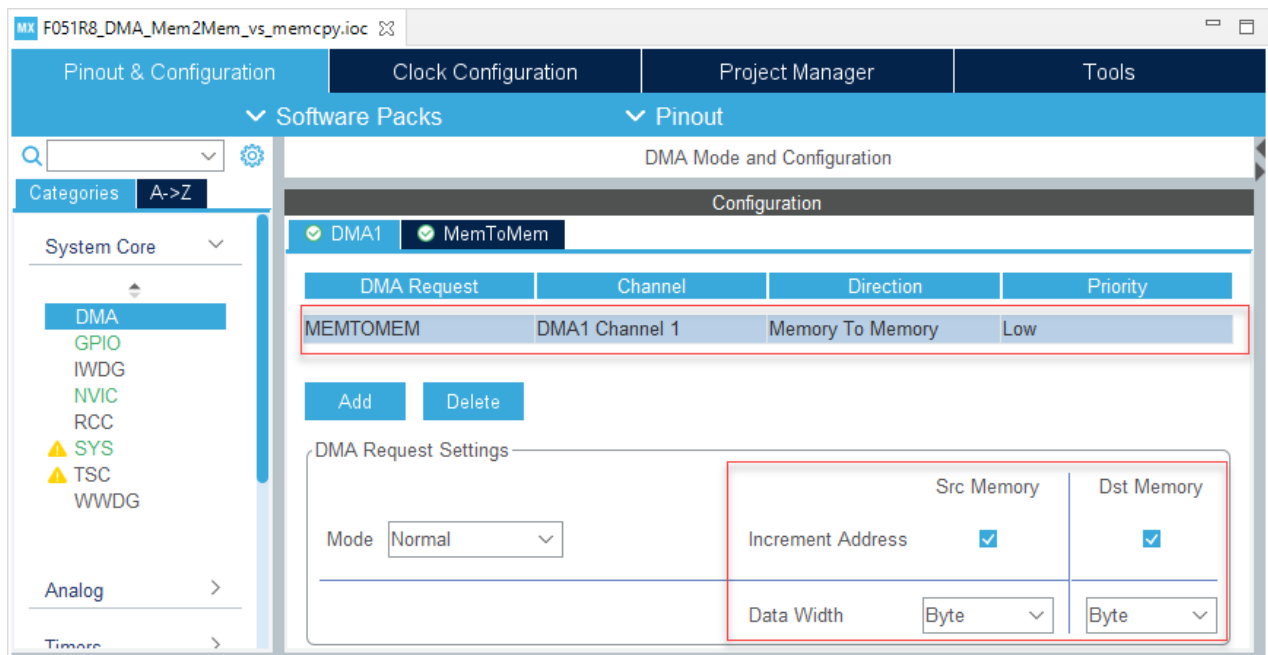 MX F051R8_DMA_Mem2Mem_vs_memcpy.ioc
Pinout & Configuration Clock Configuration Project Manager Tools
Software Packs Pinout
DMA Mode and Configuration
Categories A->Z
Configuration
DMA1 MemToMem
System Core
DMA Request Channel Direction Priority
MEMTOMEM DMA1 Channel 1 Memory To Memory Low
DMA
GPIO
IWDG
NVIC
RCC
SYS
TSC
WWDG
Analog
Timers
Add Delete
DMA Request Settings
Src Memory Dst Memory
Mode Normal Increment Address
Data Width Byte Byte